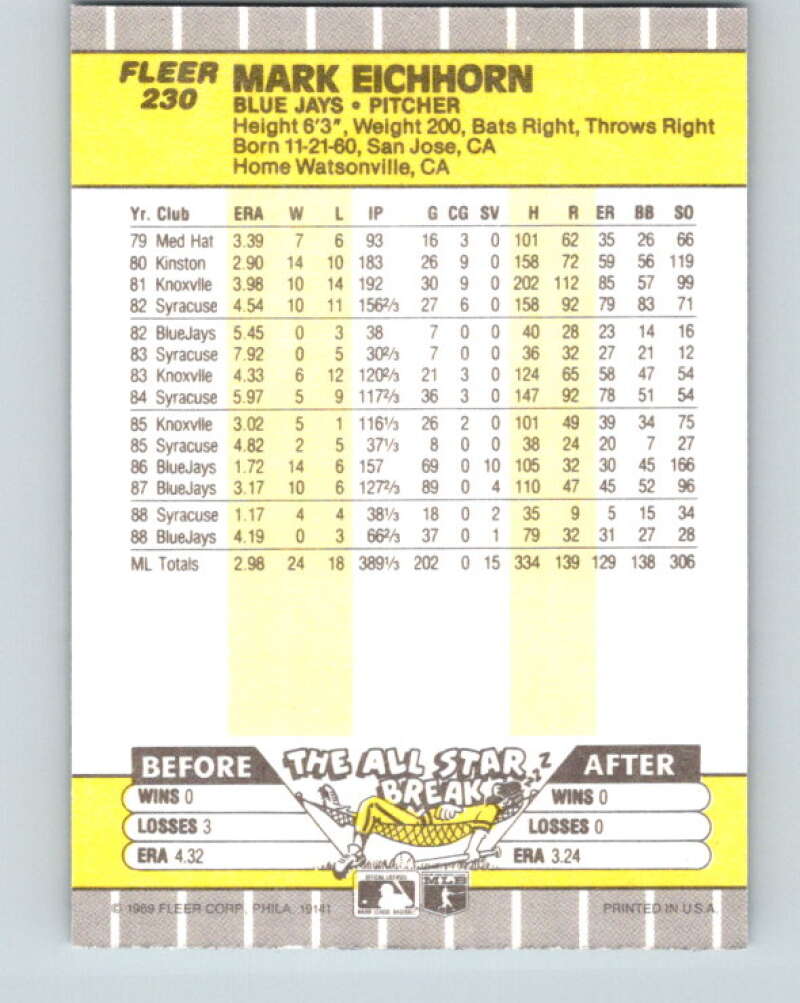 FLEER
230
MARK EICHHORN
BLUE JAYS • PITCHER
Height 6'3", Weight 200, Bats Right, Throws Right
Born 11-21-60, San Jose, CA
Home Watsonville, CA
Yr. Club ERA W L IP G CG SV H R ER BB SO
79 Med Hat 3.39 7 6 93 16 3 0 101 62 35 26 66
80 Kinston 2.90 14 10 183 26 9 0 158 72 59 56 119
81 Knoxvlle 3.98 10 14 192 30 9 0 202 112 85 57 99
82 Syracuse 4.54 10 11 156⅔ 27 6 0 158 92 79 83 71
82 BlueJays 5.45 0 3 38 7 0 0 40 28 23 14 16
83 Syracuse 7.92 0 5 30⅔ 7 0 0 36 32 27 21 12
83 Knoxvlle 4.33 6 12 120⅔ 21 3 0 124 65 58 47 54
84 Syracuse 5.97 5 9 117⅔ 36 3 0 147 92 78 51 54
85 Knoxvlle 3.02 5 1 116⅓ 26 2 0 101 49 39 34 75
85 Syracuse 4.82 2 5 37⅓ 8 0 0 38 24 20 7 27
86 BlueJays 1.72 14 6 157 69 0 10 105 32 30 45 166
87 BlueJays 3.17 10 6 127⅔ 89 0 4 110 47 45 52 96
88 Syracuse 1.17 4 4 38⅓ 18 0 2 35 9 5 15 34
88 BlueJays 4.19 0 3 66⅔ 37 0 1 79 32 31 27 28
ML Totals 2.98 24 18 389⅓ 202 0 15 334 139 129 138 306
BEFORE THE ALL STAR BREAK AFTER
WINS 0 WINS 0
LOSSES 3 LOSSES 0
ERA 4.32 ERA 3.24
MLB
© 1989 FLEER CORP. PHILA. 19141 PRINTED IN U.S.A.